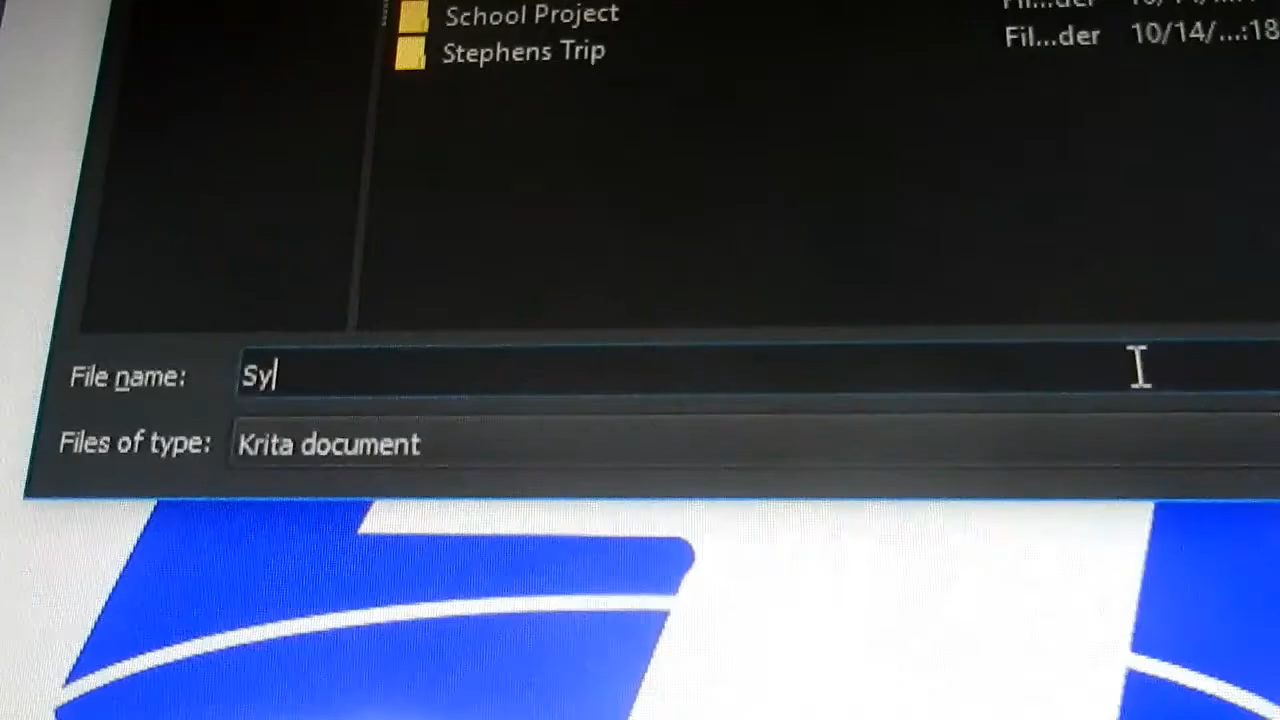 School Project
Stephens Trip Fil...der 10/14/...:18
File name: Sy
Files of type: Krita document